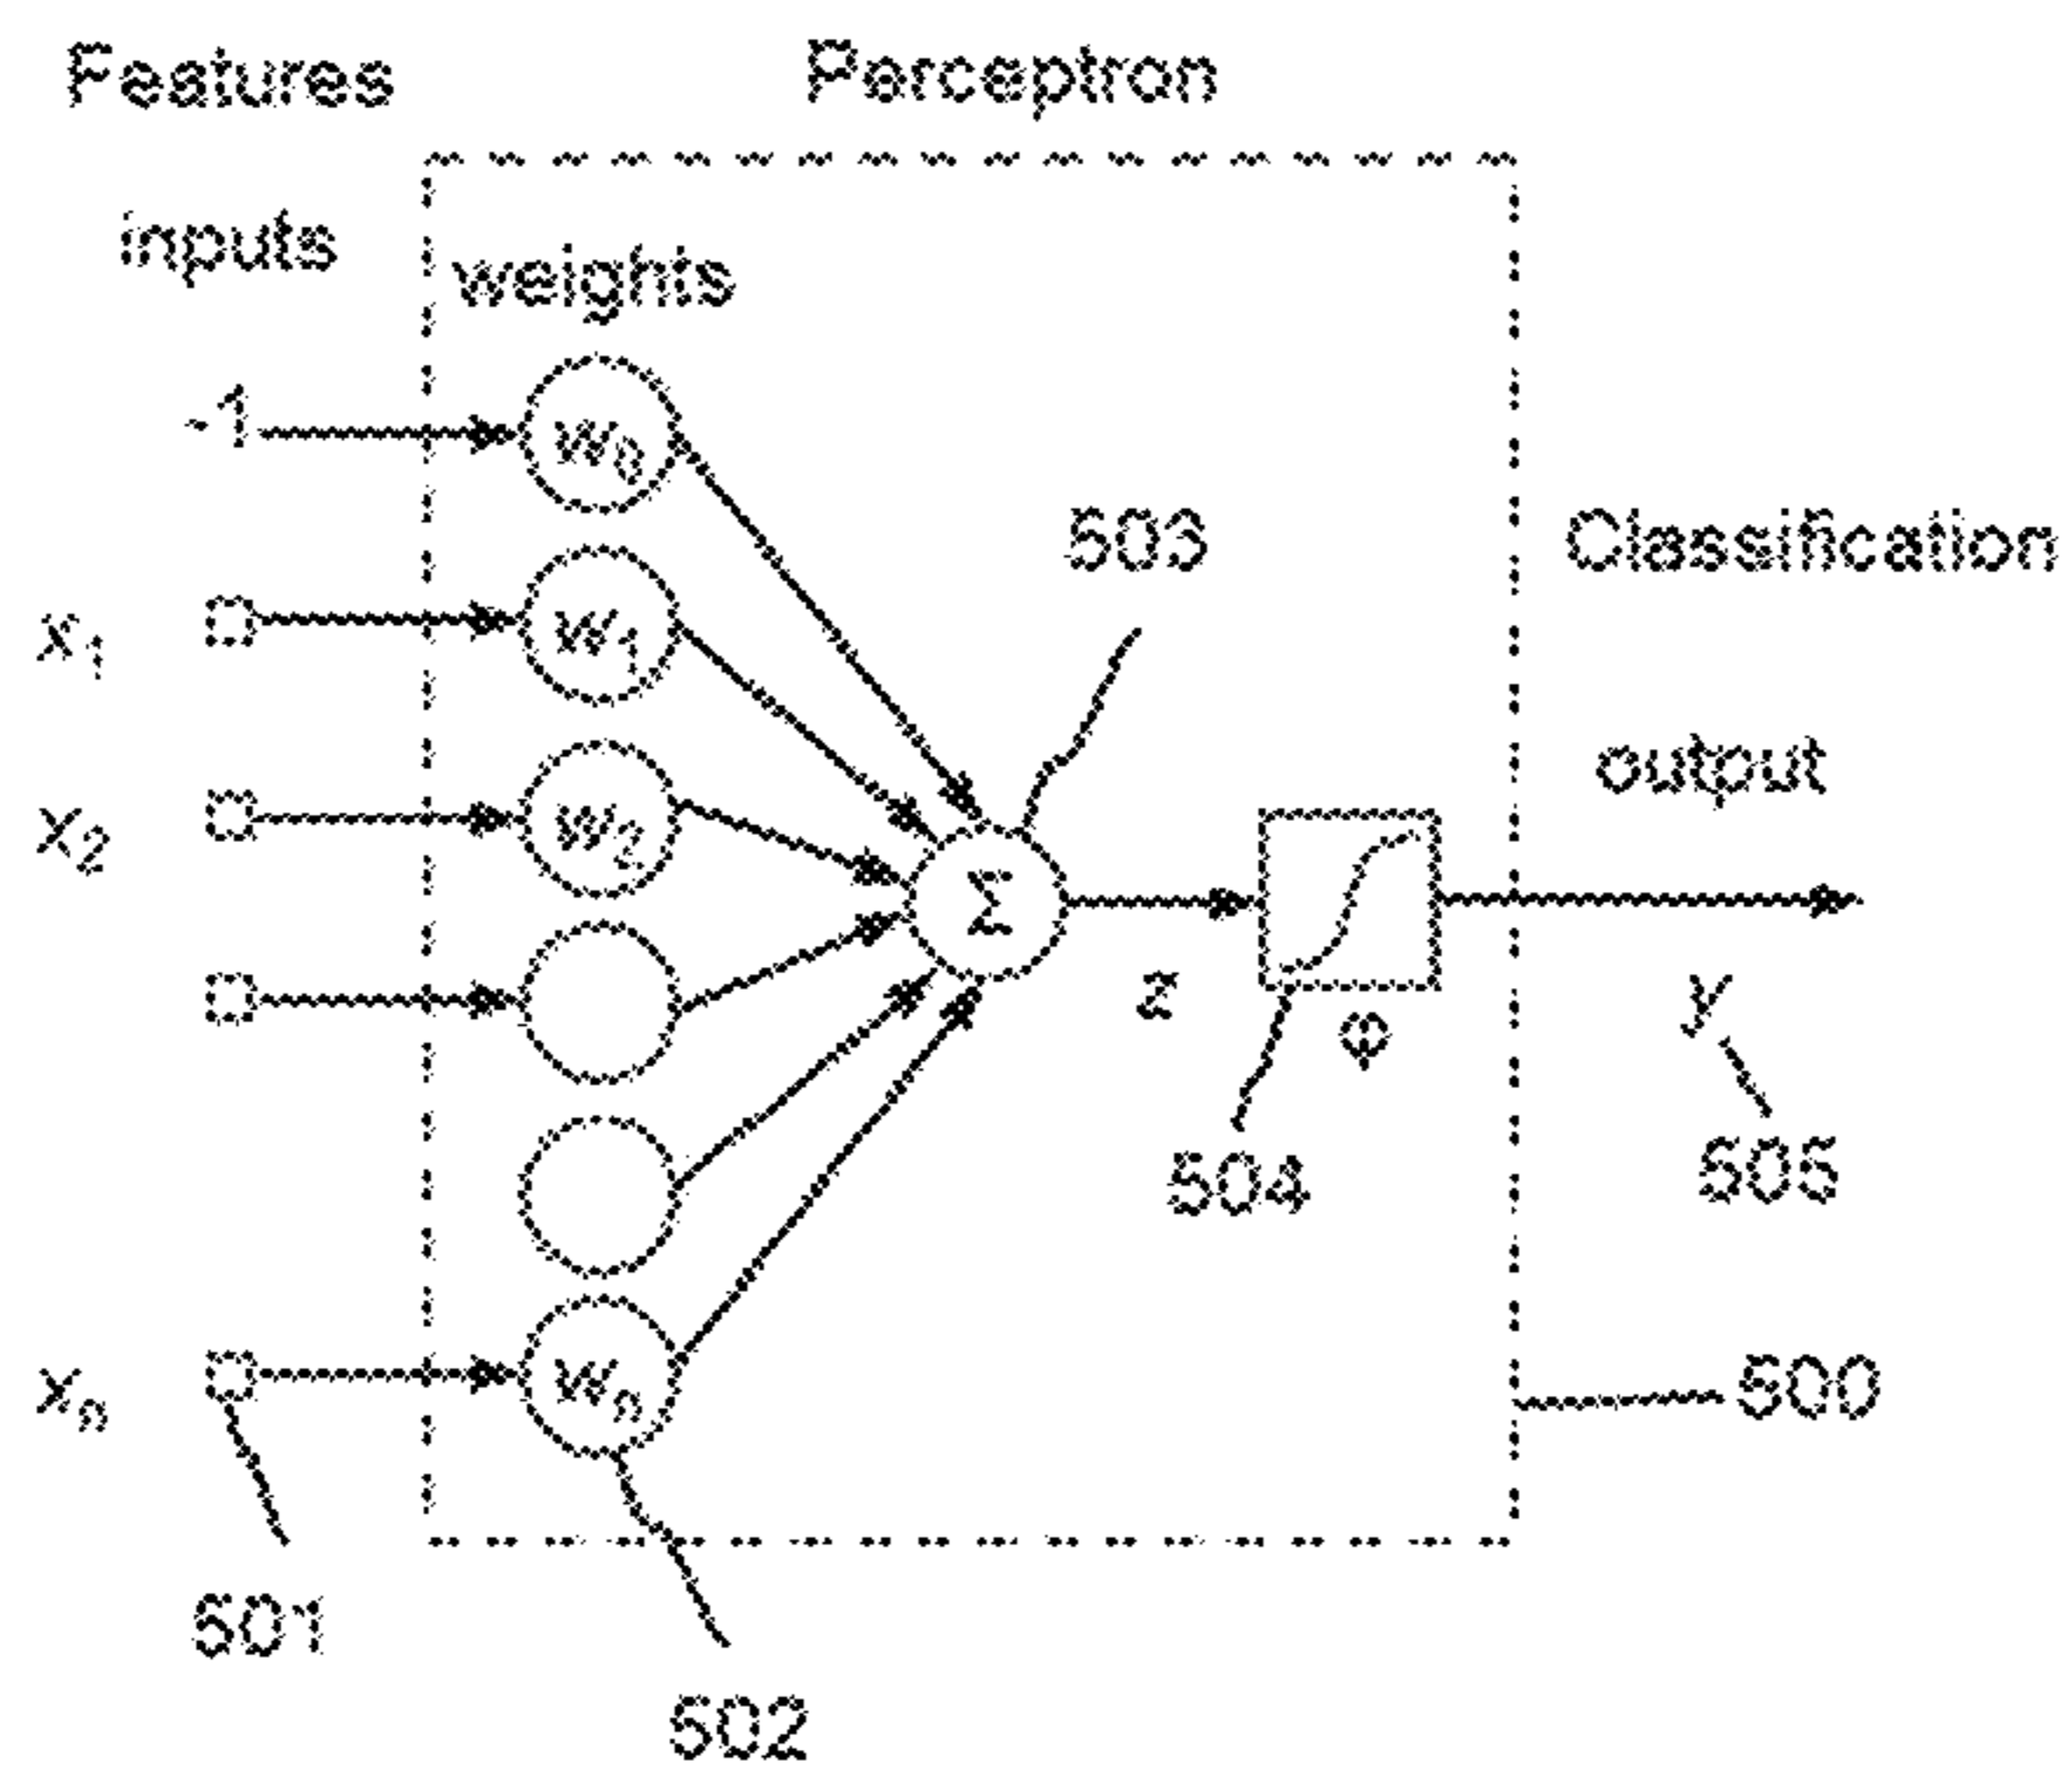 Features Perceptron
inputs
weights
-1 w0
503
Classification
x1 w1
output
x2 w2
Σ
z
φ
y
504
505
xn wn
500
501
502